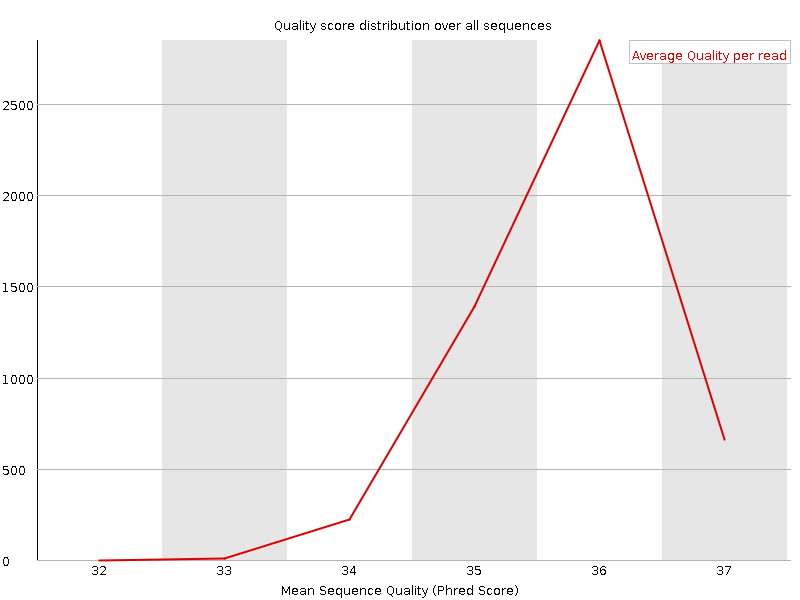 Quality score distribution over all sequences
Average Quality per read
2500
2000
1500
1000
500
0
32 33 34 35 36 37
Mean Sequence Quality (Phred Score)